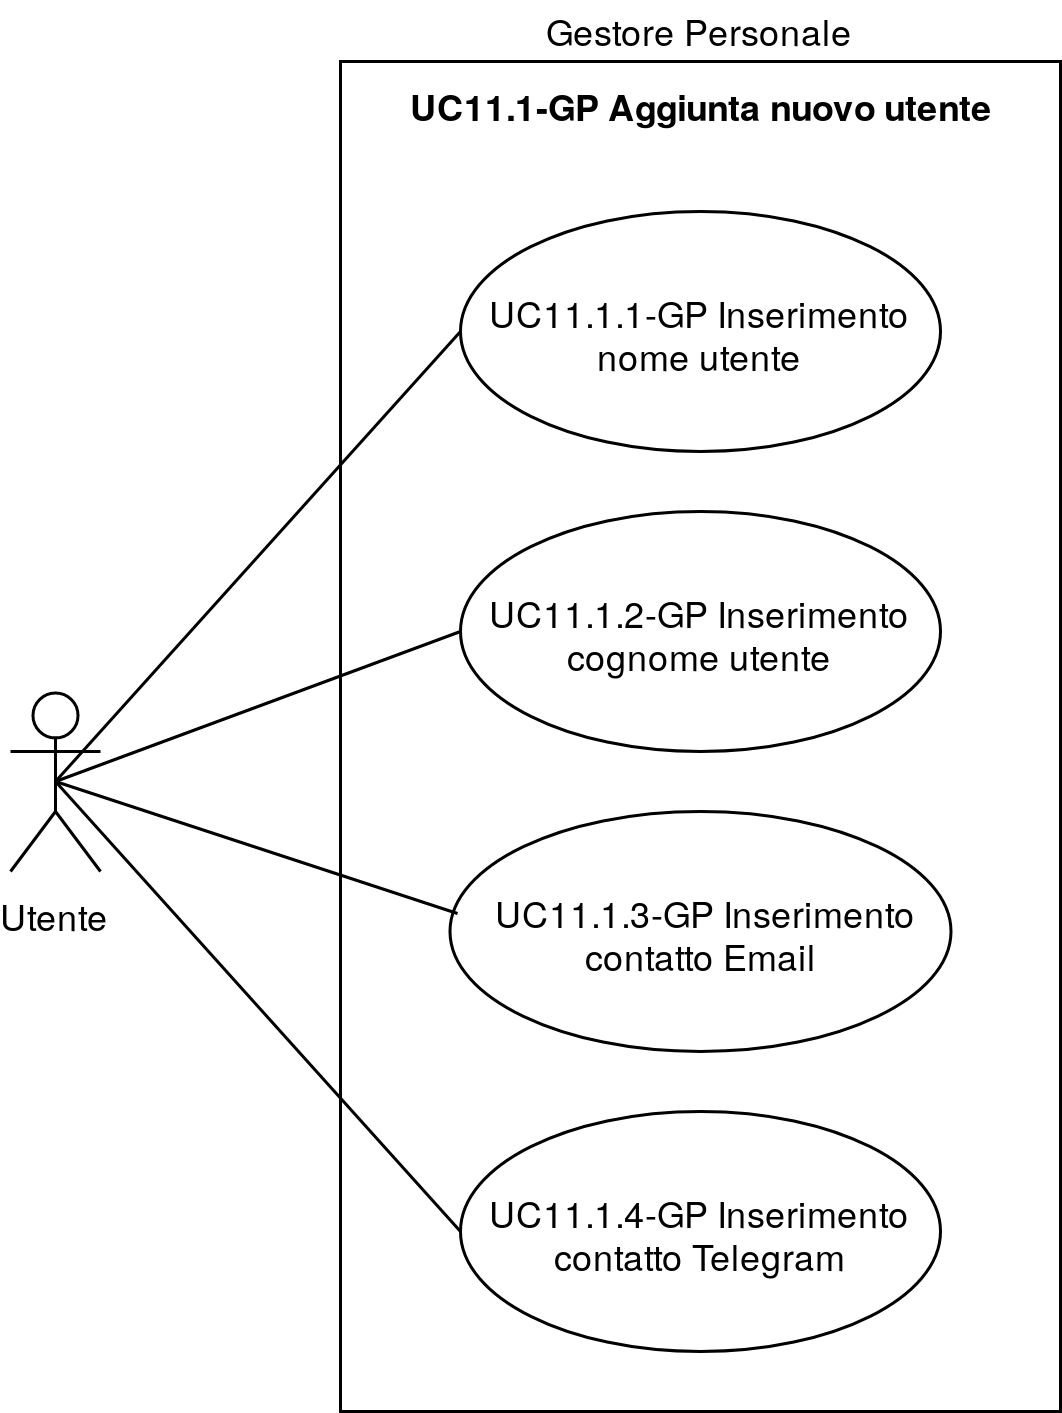 Gestore Personale
UC11.1-GP Aggiunta nuovo utente
UC11.1.1-GP Inserimento
nome utente
UC11.1.2-GP Inserimento
cognome utente
Utente
UC11.1.3-GP Inserimento
contatto Email
UC11.1.4-GP Inserimento
contatto Telegram